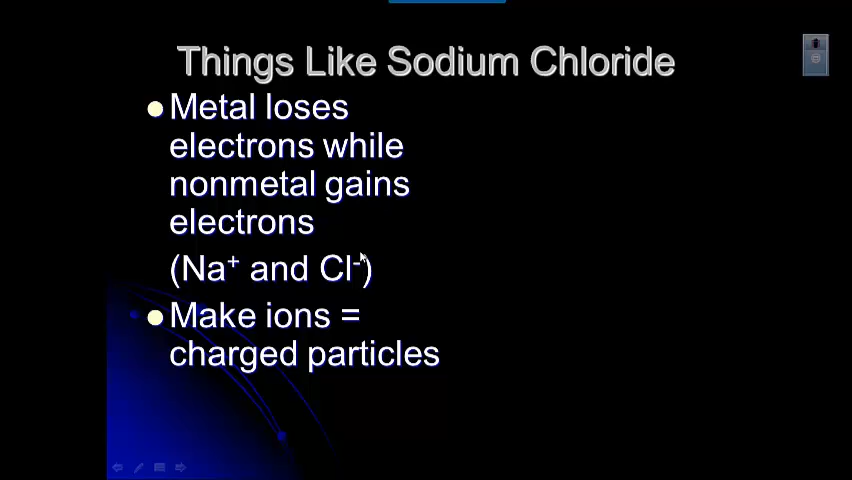 Things Like Sodium Chloride
Metal loses
electrons while
nonmetal gains
electrons
(Na⁺ and Cl⁻)
Make ions =
charged particles